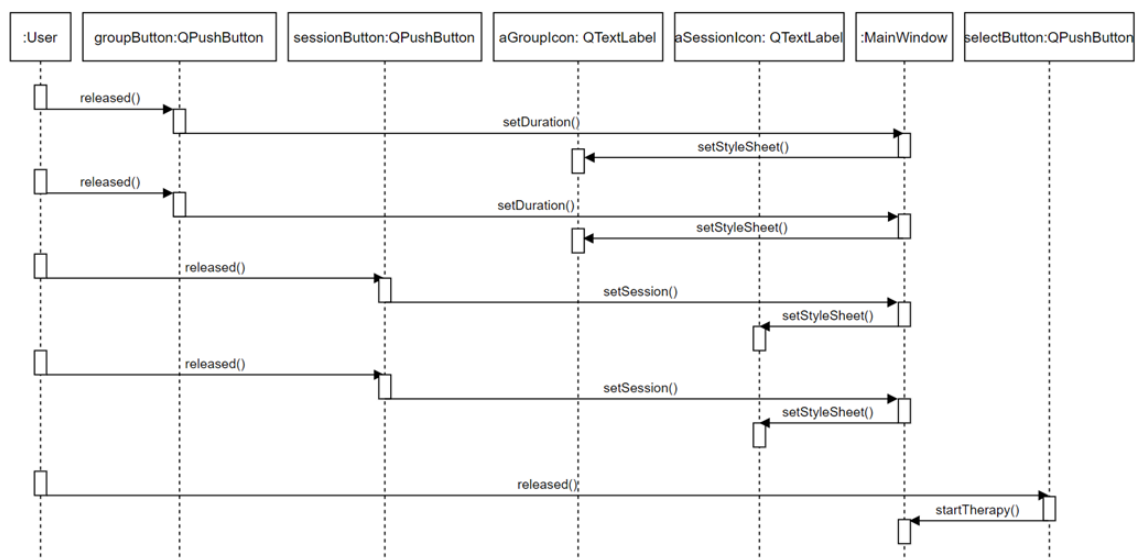 :User
groupButton:QPushButton
sessionButton:QPushButton
aGroupIcon: QTextLabel
aSessionIcon: QTextLabel
:MainWindow
selectButton:QPushButton
released()
setDuration()
setStyleSheet()
released()
setDuration()
setStyleSheet()
released()
setSession()
setStyleSheet()
released()
setSession()
setStyleSheet()
released()
startTherapy()